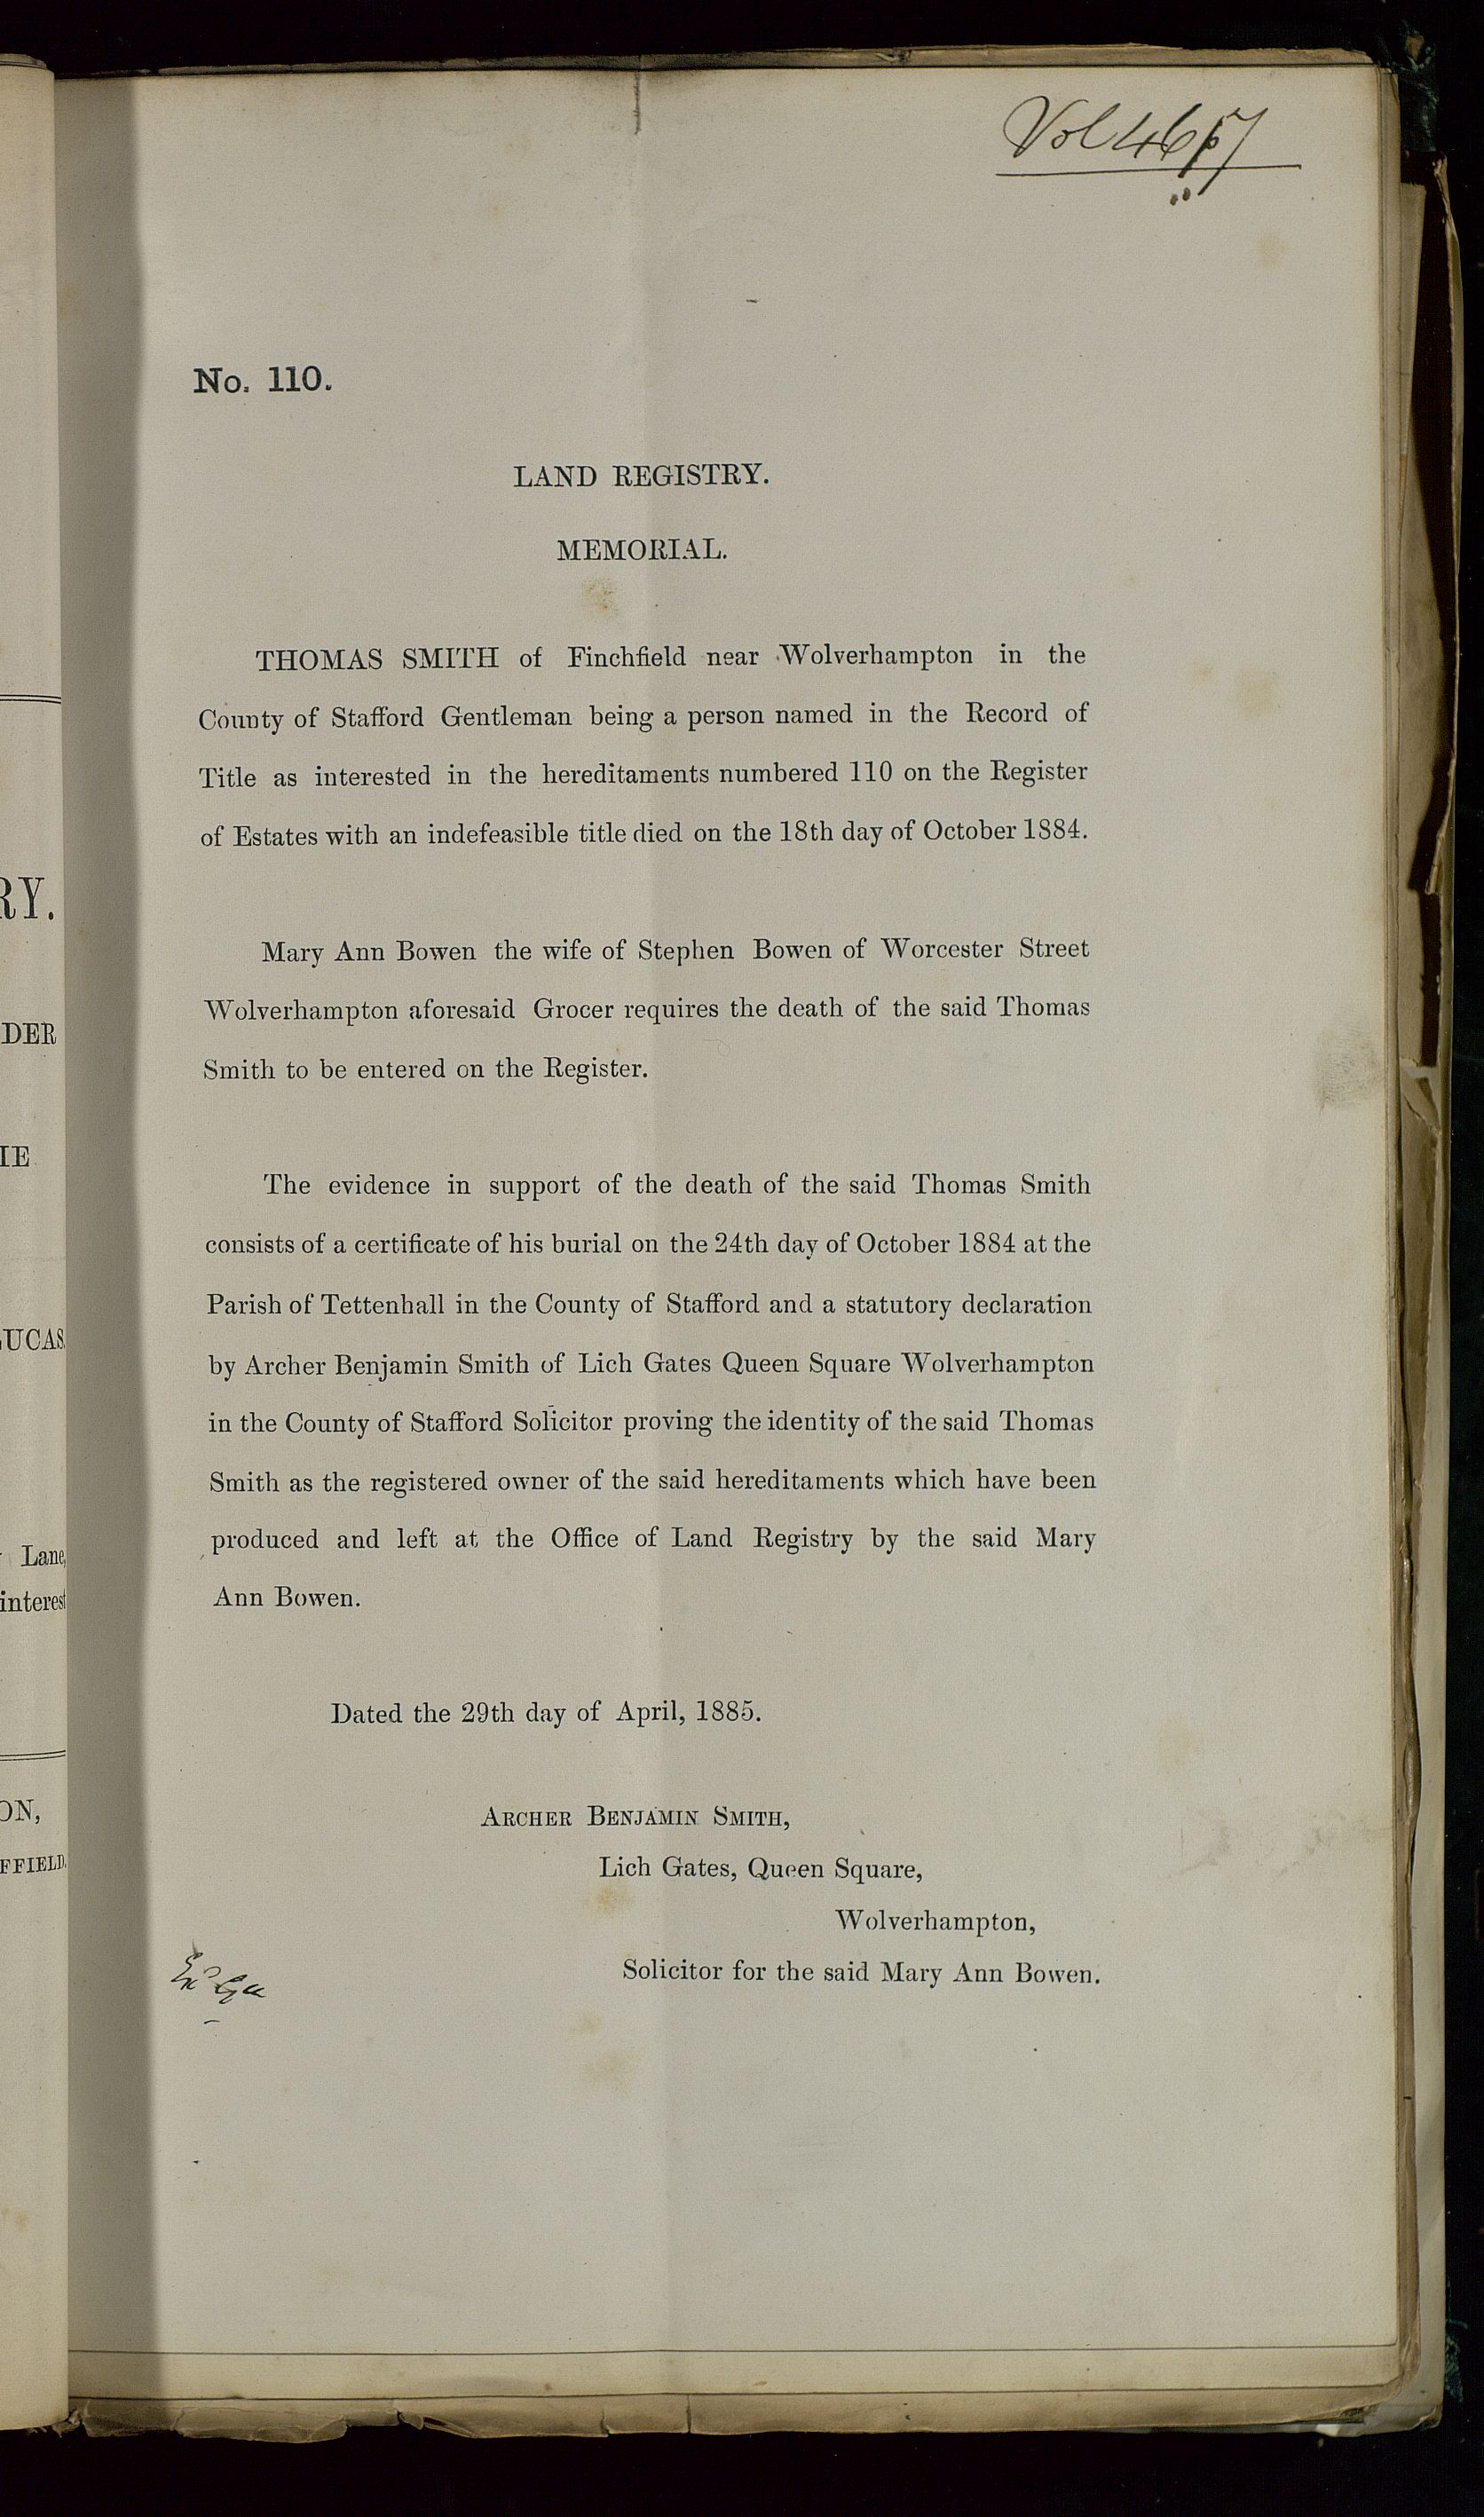 Vol 46
No. 110.
LAND REGISTRY.
MEMORIAL.
THOMAS SMITH of Finchfield near Wolverhampton in the
County of Stafford Gentleman being a person named in the Record of
Title as interested in the hereditaments numbered 110 on the Register
of Estates with an indefeasible title died on the 18th day of October 1884.
Mary Ann Bowen the wife of Stephen Bowen of Worcester Street
Wolverhampton aforesaid Grocer requires the death of the said Thomas
Smith to be entered on the Register.
The evidence in support of the death of the said Thomas Smith
consists of a certificate of his burial on the 24th day of October 1884 at the
Parish of Tettenhall in the County of Stafford and a statutory declaration
by Archer Benjamin Smith of Lich Gates Queen Square Wolverhampton
in the County of Stafford Solicitor proving the identity of the said Thomas
Smith as the registered owner of the said hereditaments which have been
produced and left at the Office of Land Registry by the said Mary
Ann Bowen.
Dated the 29th day of April, 1885.
ARCHER BENJAMIN SMITH,
Lich Gates, Queen Square,
Wolverhampton,
Solicitor for the said Mary Ann Bowen.
RY.
DER
IE
LUCAS.
Lane,
interest
ON,
FFIELD.